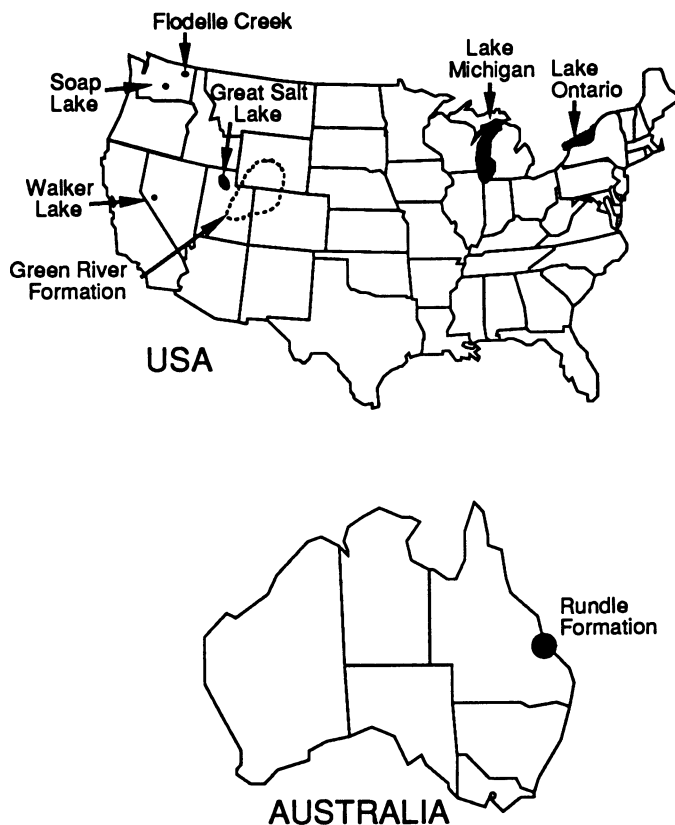 Flodelle Creek
Soap
Lake
Great Salt
Lake
Lake
Michigan
Lake
Ontario
Walker
Lake
Green River
Formation
USA
Rundle
Formation
AUSTRALIA